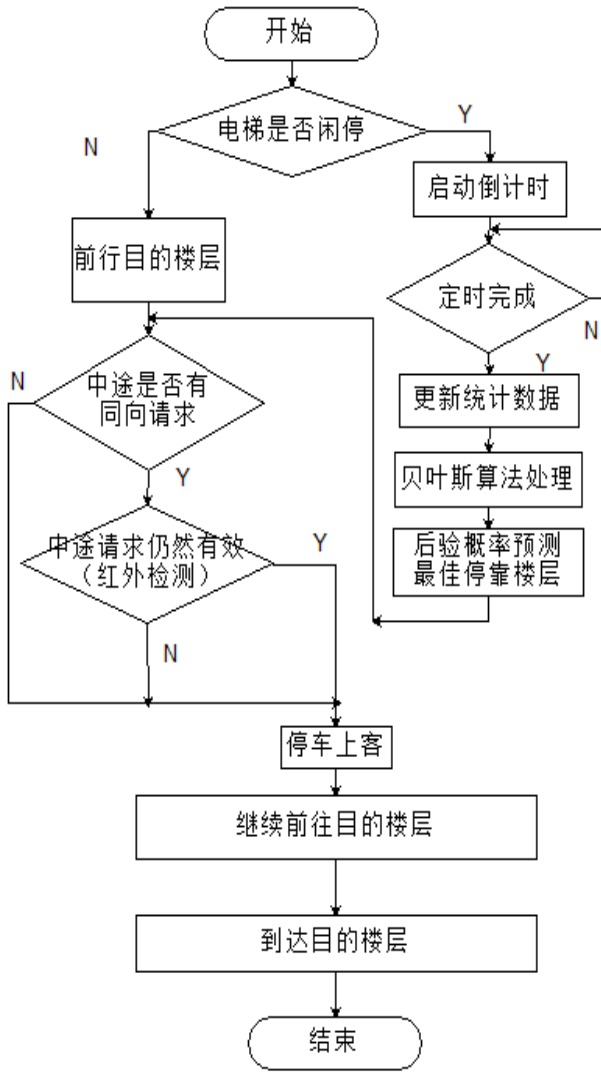 开始
电梯是否闲停
N
Y
启动倒计时
前行目的楼层
定时完成
N
Y
N
中途是否有
同向请求
更新统计数据
Y
贝叶斯算法处理
中途请求仍然有效
(红外检测)
Y
后验概率预测
最佳停靠楼层
N
停车上客
继续前往目的楼层
到达目的楼层
结束